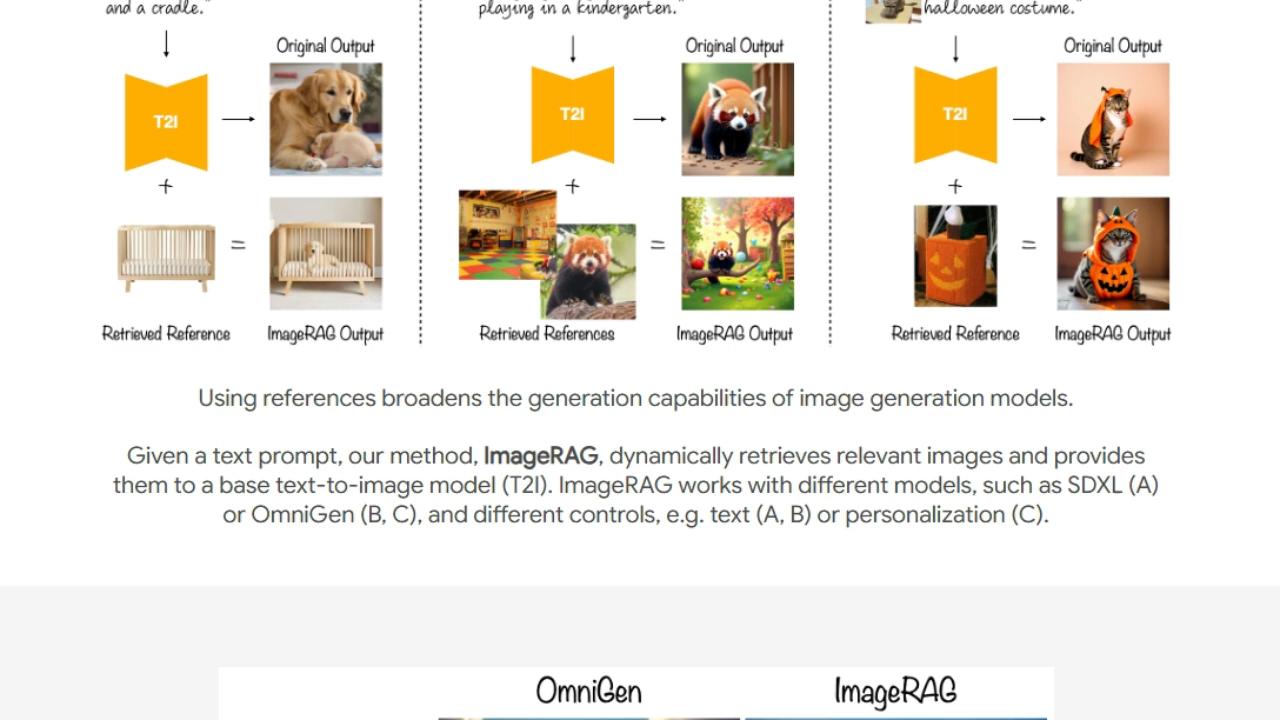 and a cradle."
playing in a kindergarten."
halloween costume."
Original Output
Original Output
Original Output
T2I
T2I
T2I
+
+
+
=
=
=
Retrieved Reference
ImageRAG Output
Retrieved References
ImageRAG Output
Retrieved Reference
ImageRAG Output
Using references broadens the generation capabilities of image generation models.
Given a text prompt, our method, ImageRAG, dynamically retrieves relevant images and provides
them to a base text-to-image model (T2I). ImageRAG works with different models, such as SDXL (A)
or OmniGen (B, C), and different controls, e.g. text (A, B) or personalization (C).
OmniGen
ImageRAG